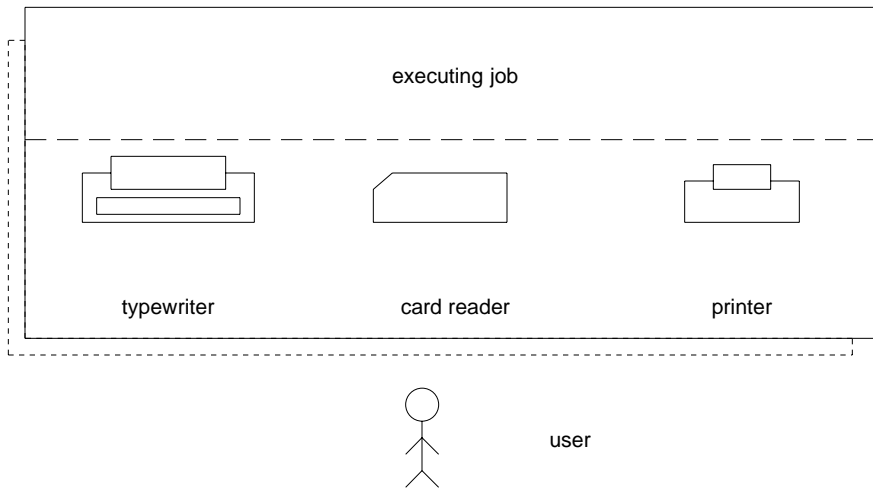 executing job
typewriter
card reader
printer
user